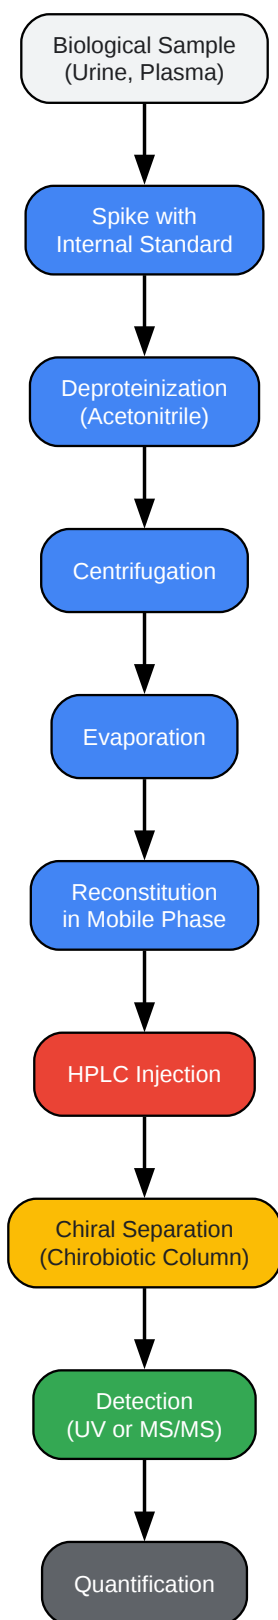 Biological Sample
(Urine, Plasma)
Spike with
Internal Standard
Deproteinization
(Acetonitrile)
Centrifugation
Evaporation
Reconstitution
in Mobile Phase
HPLC Injection
Chiral Separation
(Chirobiotic Column)
Detection
(UV or MS/MS)
Quantification